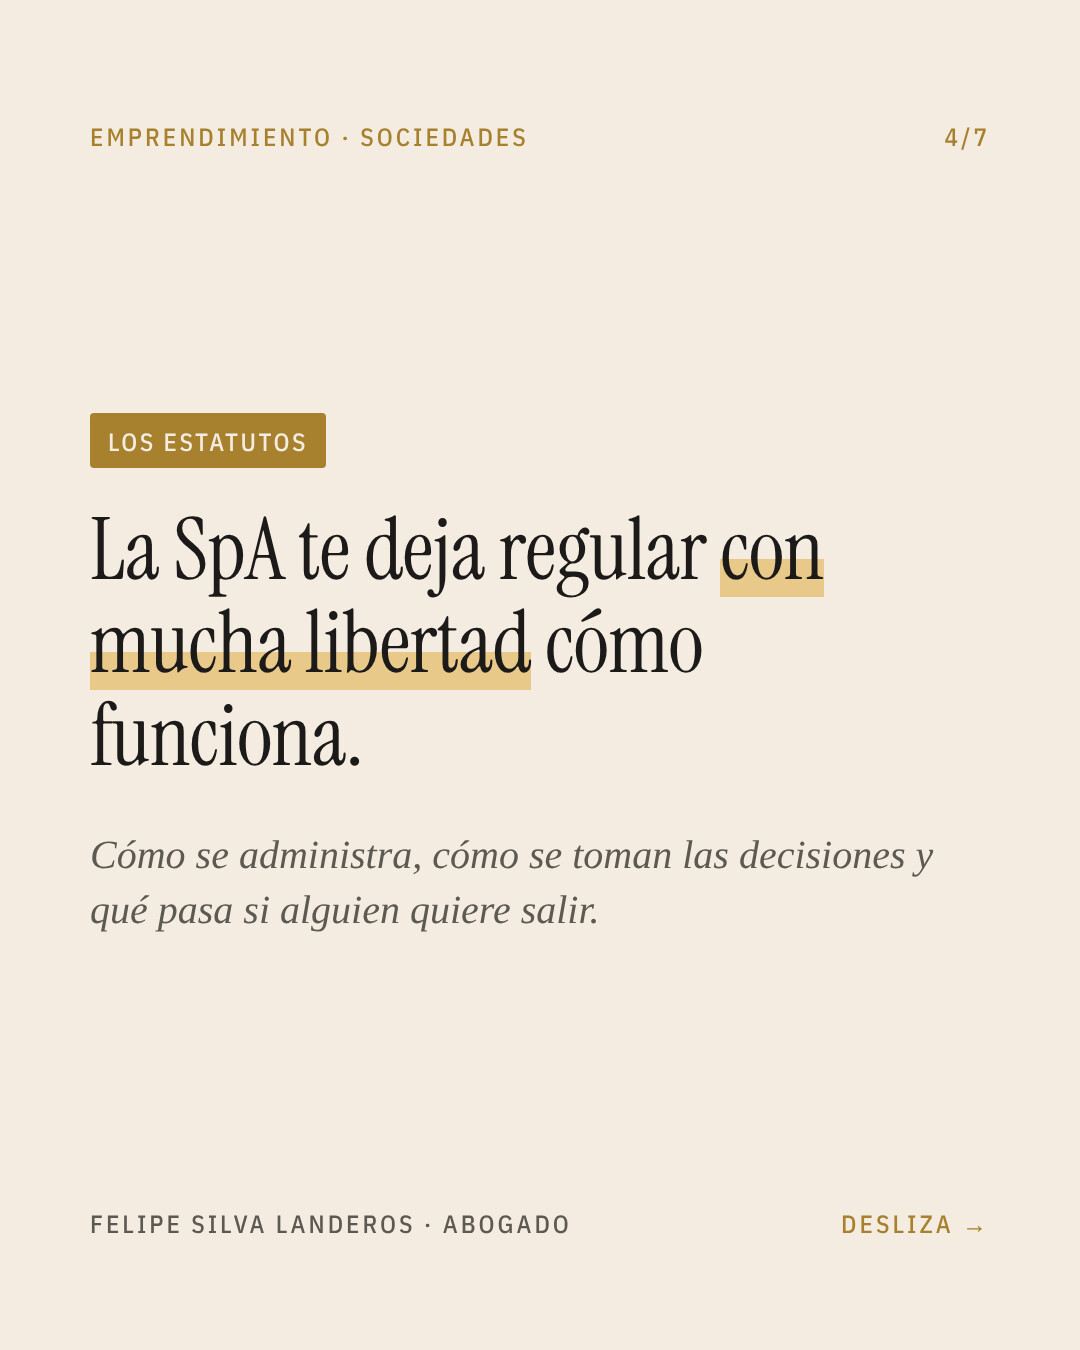 EMPRENDIMIENTO · SOCIEDADES
4/7
LOS ESTATUTOS
La SpA te deja regular con
mucha libertad cómo
funciona.
Cómo se administra, cómo se toman las decisiones y
qué pasa si alguien quiere salir.
FELIPE SILVA LANDEROS · ABOGADO
DESLIZA →